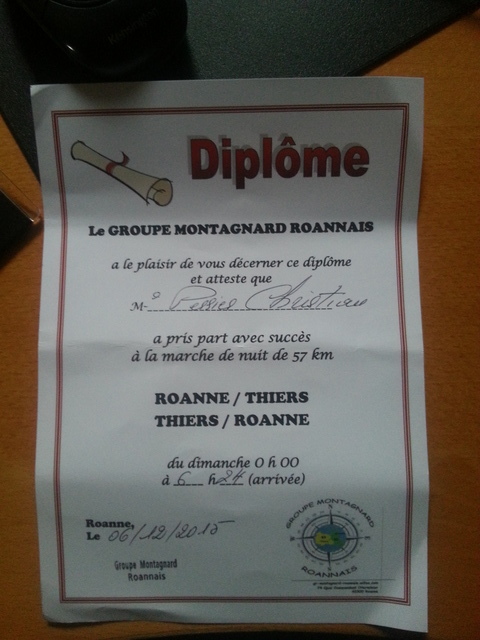 Diplôme
Le GROUPE MONTAGNARD ROANNAIS
a le plaisir de vous décerner ce diplôme
et atteste que
M- Christian
a pris part avec succès
à la marche de nuit de 57 km
ROANNE / THIERS
THIERS / ROANNE
du dimanche 0 h 00
à 6 h 24 (arrivée)
Roanne,
Le 06/12/2015
Groupe Montagnard
Roannais
GROUPE MONTAGNARD
ROANNAIS